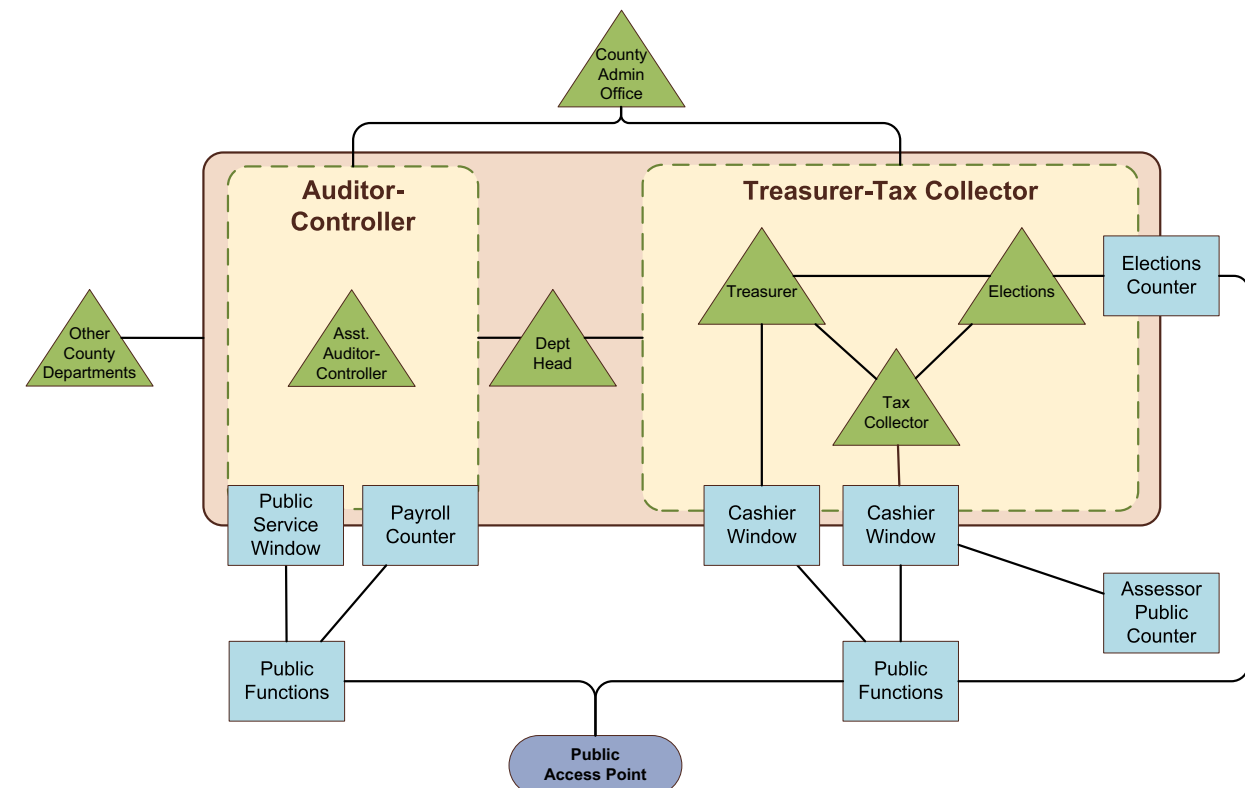 County
Admin
Office
Auditor-
Controller
Treasurer-Tax Collector
Treasurer
Elections
Elections
Counter
Other
County
Departments
Asst.
Auditor-
Controller
Dept
Head
Tax
Collector
Public
Service
Window
Payroll
Counter
Cashier
Window
Cashier
Window
Assessor
Public
Counter
Public
Functions
Public
Functions
Public
Access Point